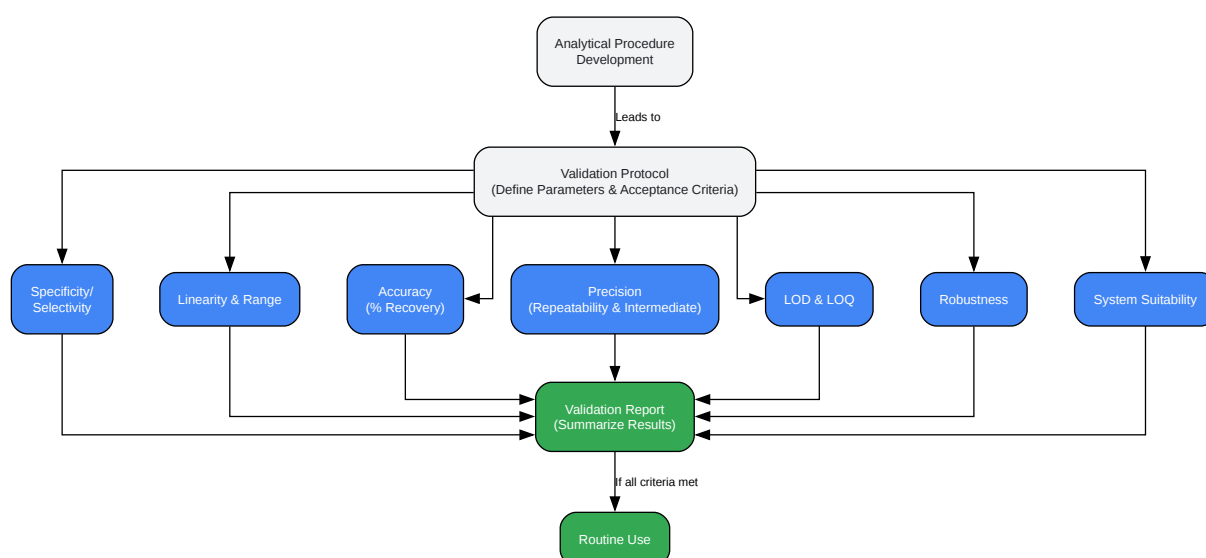 Analytical Procedure
Development
Leads to
Validation Protocol
(Define Parameters & Acceptance Criteria)
Specificity/
Selectivity
Linearity & Range
Accuracy
(% Recovery)
Precision
(Repeatability & Intermediate)
LOD & LOQ
Robustness
System Suitability
Validation Report
(Summarize Results)
If all criteria met
Routine Use